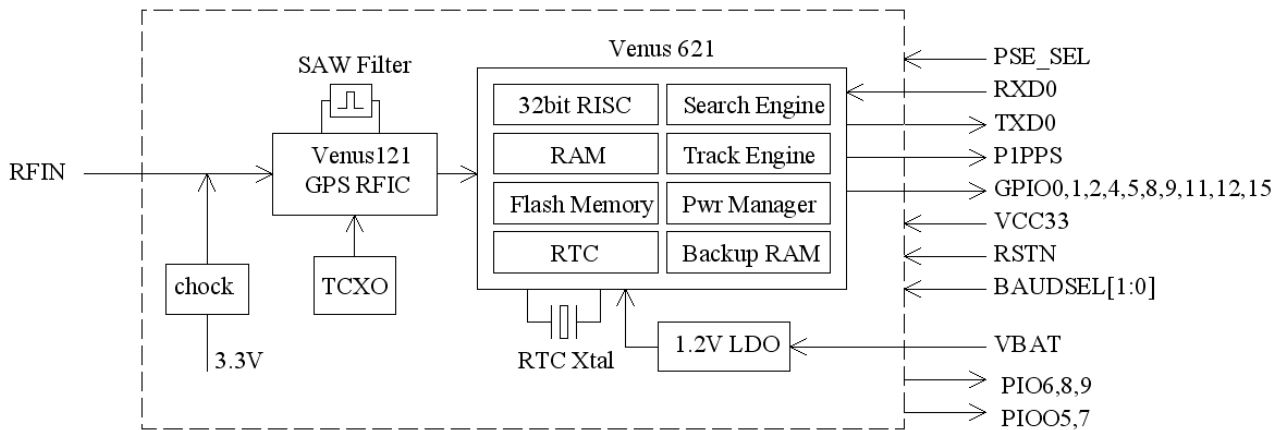 Venus 621
SAW Filter
32bit RISC
Search Engine
RAM
Track Engine
Flash Memory
Pwr Manager
RTC
Backup RAM
RFIN
Venus121
GPS RFIC
chock
3.3V
TCXO
RTC Xtal
1.2V LDO
PSE_SEL
RXD0
TXD0
P1PPS
GPIO0,1,2,4,5,8,9,11,12,15
VCC33
RSTN
BAUDSEL[1:0]
VBAT
PIO6,8,9
PIOO5,7